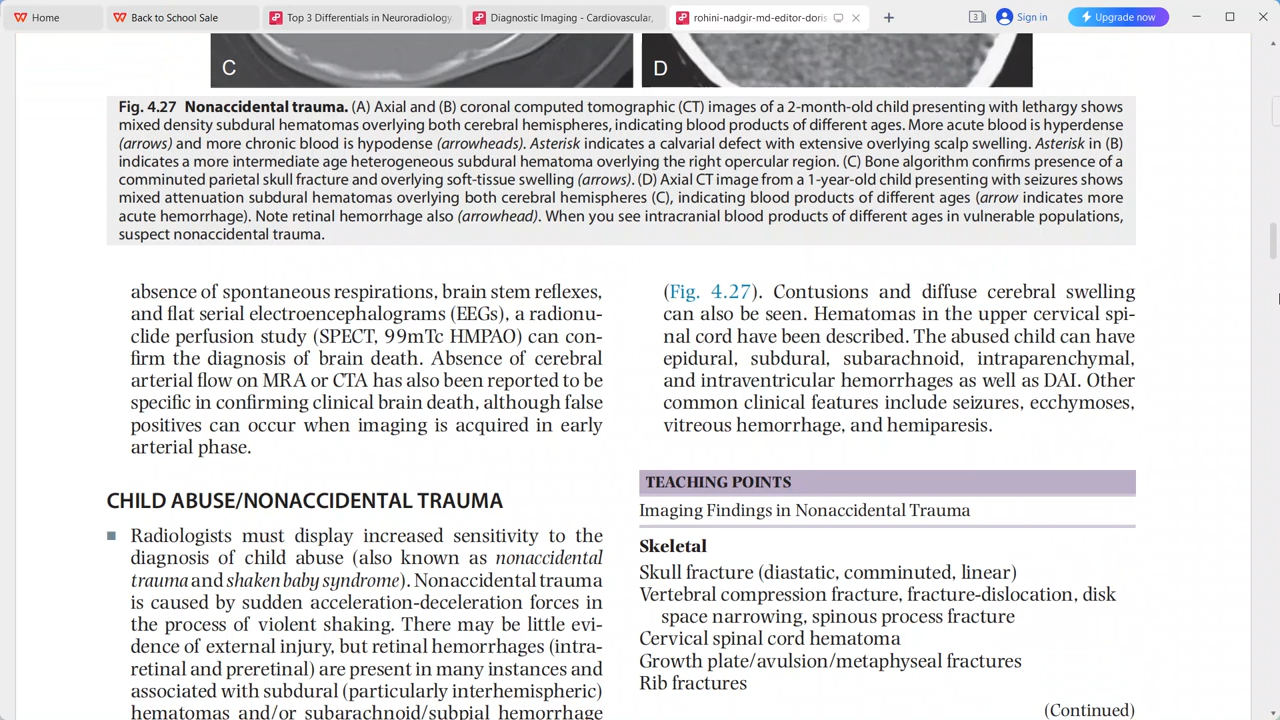 Home
Back to School Sale
Top 3 Differentials in Neuroradiology
Diagnostic Imaging - Cardiovascular,
rohini-nadgir-md-editor-doris
3
Sign in
Upgrade now
C
D
Fig. 4.27 Nonaccidental trauma. (A) Axial and (B) coronal computed tomographic (CT) images of a 2-month-old child presenting with lethargy shows
mixed density subdural hematomas overlying both cerebral hemispheres, indicating blood products of different ages. More acute blood is hyperdense
(arrows) and more chronic blood is hypodense (arrowheads). Asterisk indicates a calvarial defect with extensive overlying scalp swelling. Asterisk in (B)
indicates a more intermediate age heterogeneous subdural hematoma overlying the right opercular region. (C) Bone algorithm confirms presence of a
comminuted parietal skull fracture and overlying soft-tissue swelling (arrows). (D) Axial CT image from a 1-year-old child presenting with seizures shows
mixed attenuation subdural hematomas overlying both cerebral hemispheres (C), indicating blood products of different ages (arrow indicates more
acute hemorrhage). Note retinal hemorrhage also (arrowhead). When you see intracranial blood products of different ages in vulnerable populations,
suspect nonaccidental trauma.
absence of spontaneous respirations, brain stem reflexes,
and flat serial electroencephalograms (EEGs), a radionu-
clide perfusion study (SPECT, 99mTc HMPAO) can con-
firm the diagnosis of brain death. Absence of cerebral
arterial flow on MRA or CTA has also been reported to be
specific in confirming clinical brain death, although false
positives can occur when imaging is acquired in early
arterial phase.
CHILD ABUSE/NONACCIDENTAL TRAUMA
■ Radiologists must display increased sensitivity to the
diagnosis of child abuse (also known as nonaccidental
trauma and shaken baby syndrome). Nonaccidental trauma
is caused by sudden acceleration-deceleration forces in
the process of violent shaking. There may be little evi-
dence of external injury, but retinal hemorrhages (intra-
retinal and preretinal) are present in many instances and
associated with subdural (particularly interhemispheric)
hematomas and/or subarachnoid/subpial hemorrhage
(Fig. 4.27). Contusions and diffuse cerebral swelling
can also be seen. Hematomas in the upper cervical spi-
nal cord have been described. The abused child can have
epidural, subdural, subarachnoid, intraparenchymal,
and intraventricular hemorrhages as well as DAI. Other
common clinical features include seizures, ecchymoses,
vitreous hemorrhage, and hemiparesis.
TEACHING POINTS
Imaging Findings in Nonaccidental Trauma
Skeletal
Skull fracture (diastatic, comminuted, linear)
Vertebral compression fracture, fracture-dislocation, disk
space narrowing, spinous process fracture
Cervical spinal cord hematoma
Growth plate/avulsion/metaphyseal fractures
Rib fractures
(Continued)